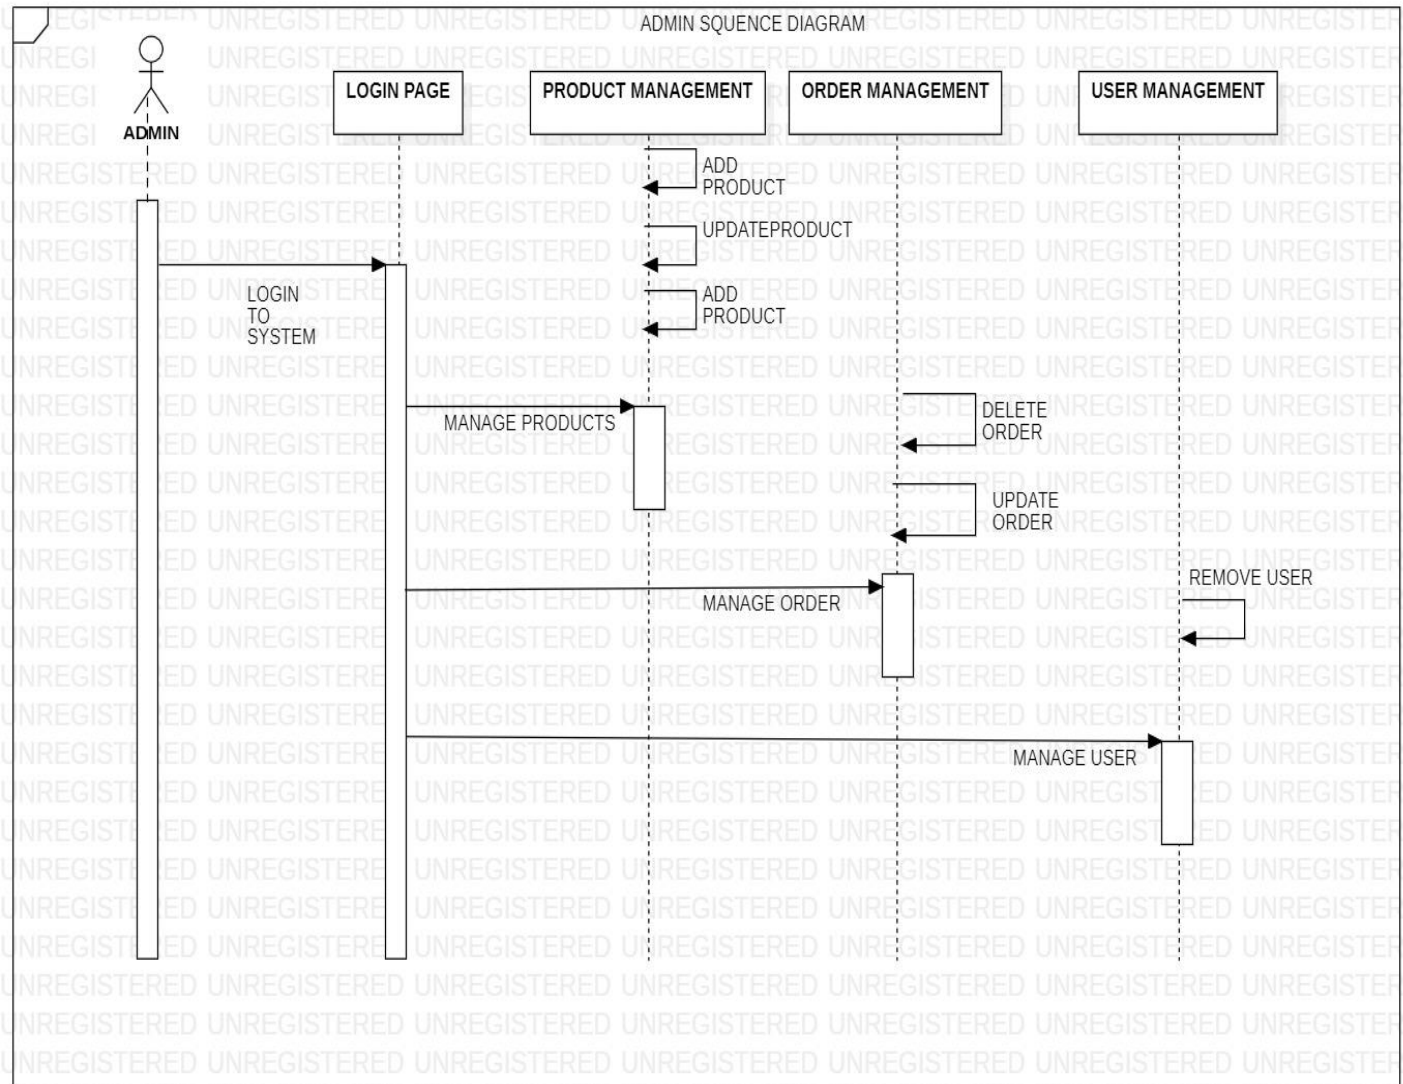 ADMIN SQUENCE DIAGRAM
ADMIN
LOGIN PAGE
PRODUCT MANAGEMENT
ORDER MANAGEMENT
USER MANAGEMENT
ADD
PRODUCT
UPDATEPRODUCT
LOGIN
TO
SYSTEM
ADD
PRODUCT
MANAGE PRODUCTS
DELETE
ORDER
UPDATE
ORDER
REMOVE USER
MANAGE ORDER
MANAGE USER
UNREGISTERED